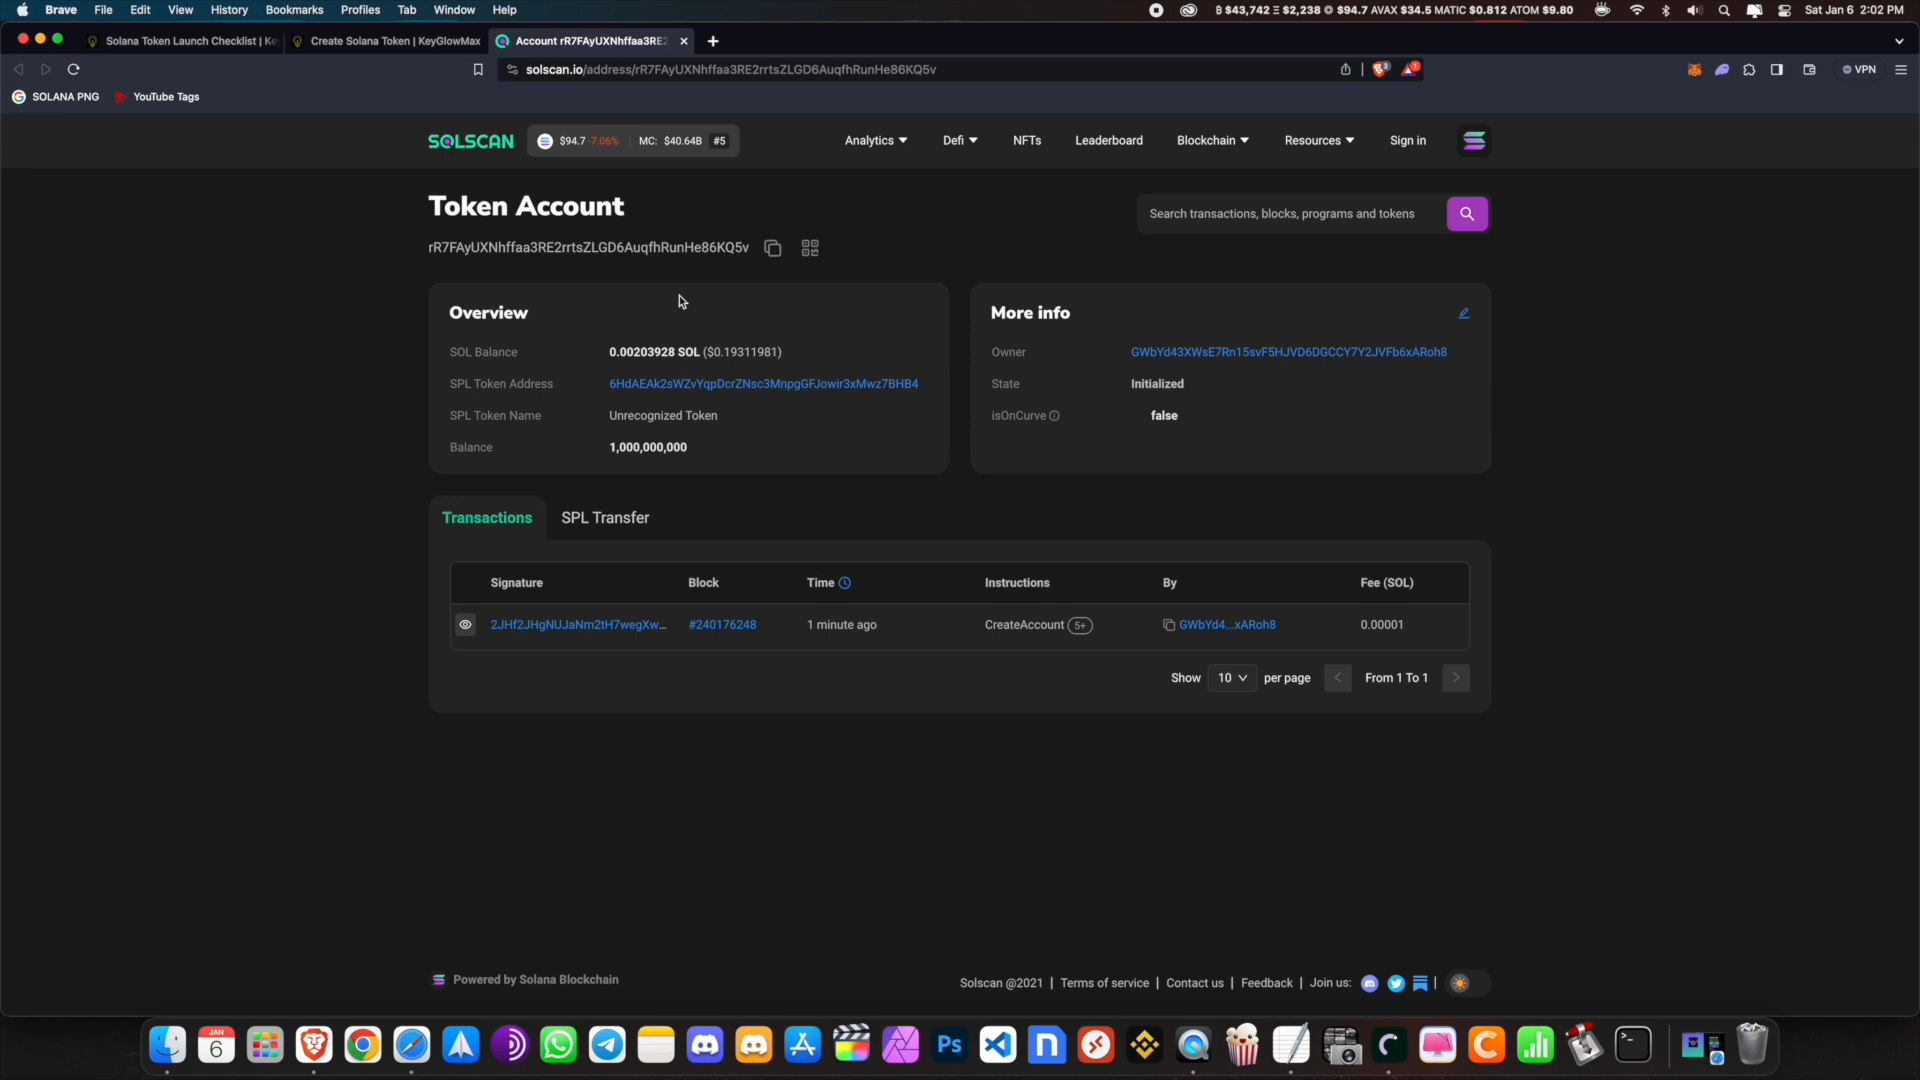 Brave File Edit View History Bookmarks Profiles Tab Window Help
$43,742 $2,238 $94.7 AVAX $34.5 MATIC $0.812 ATOM $9.80
Sat Jan 6 2:02 PM
Solana Token Launch Checklist | Ke
Create Solana Token | KeyGlowMax
Account rR7FAyUXNhffaa3RE2
solscan.io/address/rR7FAyUXNhffaa3RE2rrtsZLGD6AuqfhRunHe86KQ5v
3
1
VPN
SOLANA PNG YouTube Tags
SOLSCAN
$94.7 -7.06% MC: $40.64B #5
Analytics Defi NFTs Leaderboard Blockchain Resources Sign in
Token Account
Search transactions, blocks, programs and tokens
rR7FAyUXNhffaa3RE2rrtsZLGD6AuqfhRunHe86KQ5v
Overview
SOL Balance 0.00203928 SOL ($0.19311981)
SPL Token Address 6HdAEAk2sWZvYqpDcrZNsc3MnpgGFJowir3xMwz7BHB4
SPL Token Name Unrecognized Token
Balance 1,000,000,000
More info
Owner GWbYd43XWsE7Rn15svF5HJVD6DGCCY7Y2JVFb6xARoh8
State Initialized
isOnCurve false
Transactions SPL Transfer
Signature Block Time Instructions By Fee (SOL)
2JHf2JHgNUJaNm2tH7wegXw... #240176248 1 minute ago CreateAccount 5+ GWbYd4...xARoh8 0.00001
Show 10 per page From 1 To 1
Powered by Solana Blockchain
Solscan @2021 | Terms of service | Contact us | Feedback | Join us:
JAN
6
Ps